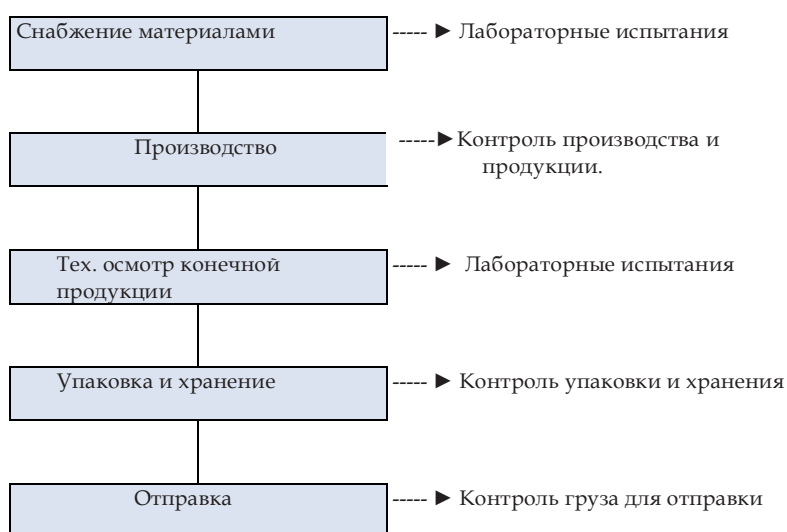 Снабжение материалами ----- ► Лабораторные испытания
Производство -----► Контроль производства и
продукции.
Тех. осмотр конечной ----- ► Лабораторные испытания
продукции
Упаковка и хранение ----- ► Контроль упаковки и хранения
Отправка ----- ► Контроль груза для отправки